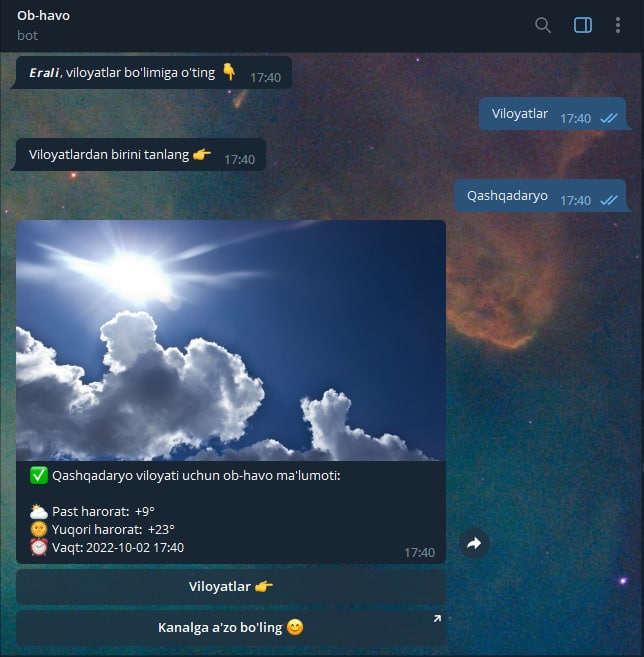 Ob-havo
bot
Erali, viloyatlar bo'limiga o'ting 👇 17:40
Viloyatlar 17:40
Viloyatlardan birini tanlang 👉 17:40
Qashqadaryo 17:40
✅ Qashqadaryo viloyati uchun ob-havo ma'lumoti:
🌥 Past harorat: +9°
🌞 Yuqori harorat: +23°
⏰ Vaqt: 2022-10-02 17:40
17:40
Viloyatlar 👉
Kanalga a'zo bo'ling 😊